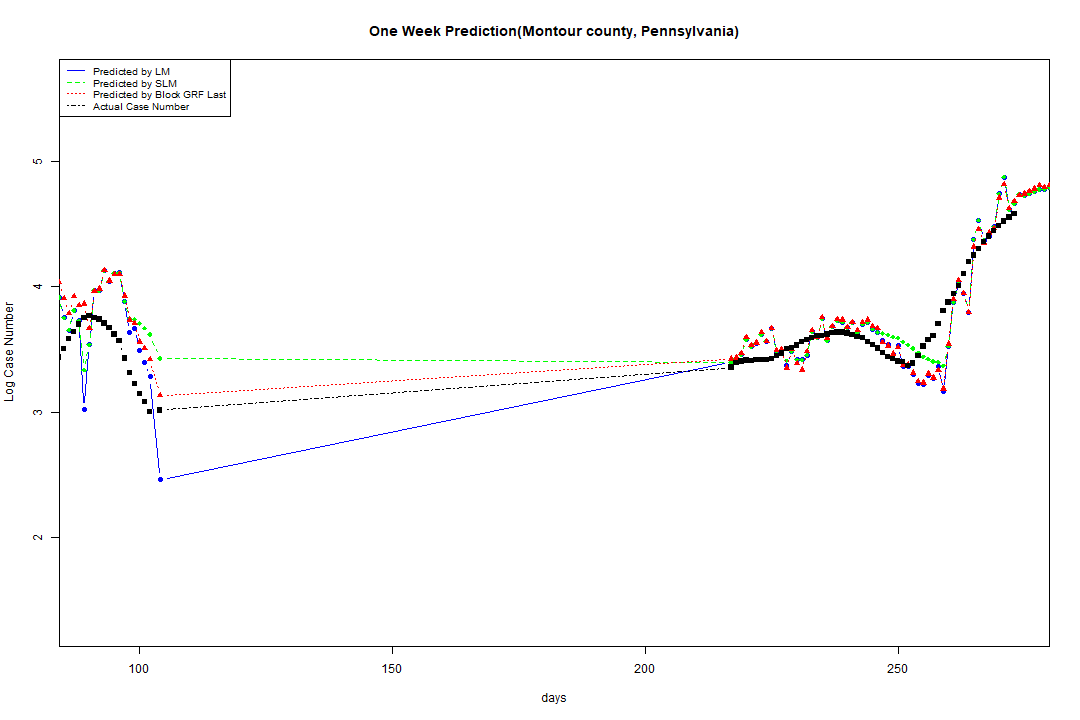 One Week Prediction(Montour county, Pennsylvania)
Predicted by LM
Predicted by SLM
Predicted by Block GRF Last
Actual Case Number
5
4
3
2
Log Case Number
100 150 200 250
days